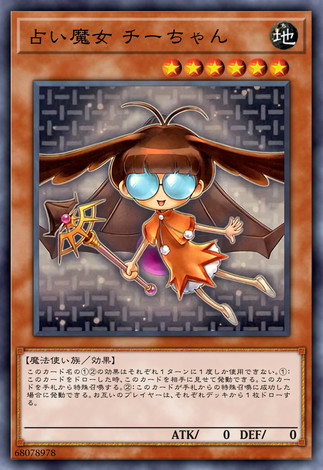 占い魔女 チーちゃん
地
【魔法使い族／効果】
このカード名の①②の効果はそれぞれ１ターンに１度しか使用できない。①：
このカードをドローした時、このカードを相手に見せて発動できる。このカード
を手札から特殊召喚する。②：このカードが手札からの特殊召喚に成功した
場合に発動できる。お互いのプレイヤーは、それぞれデッキから１枚ドローす
る。
ATK/ 0 DEF/ 0
68078978